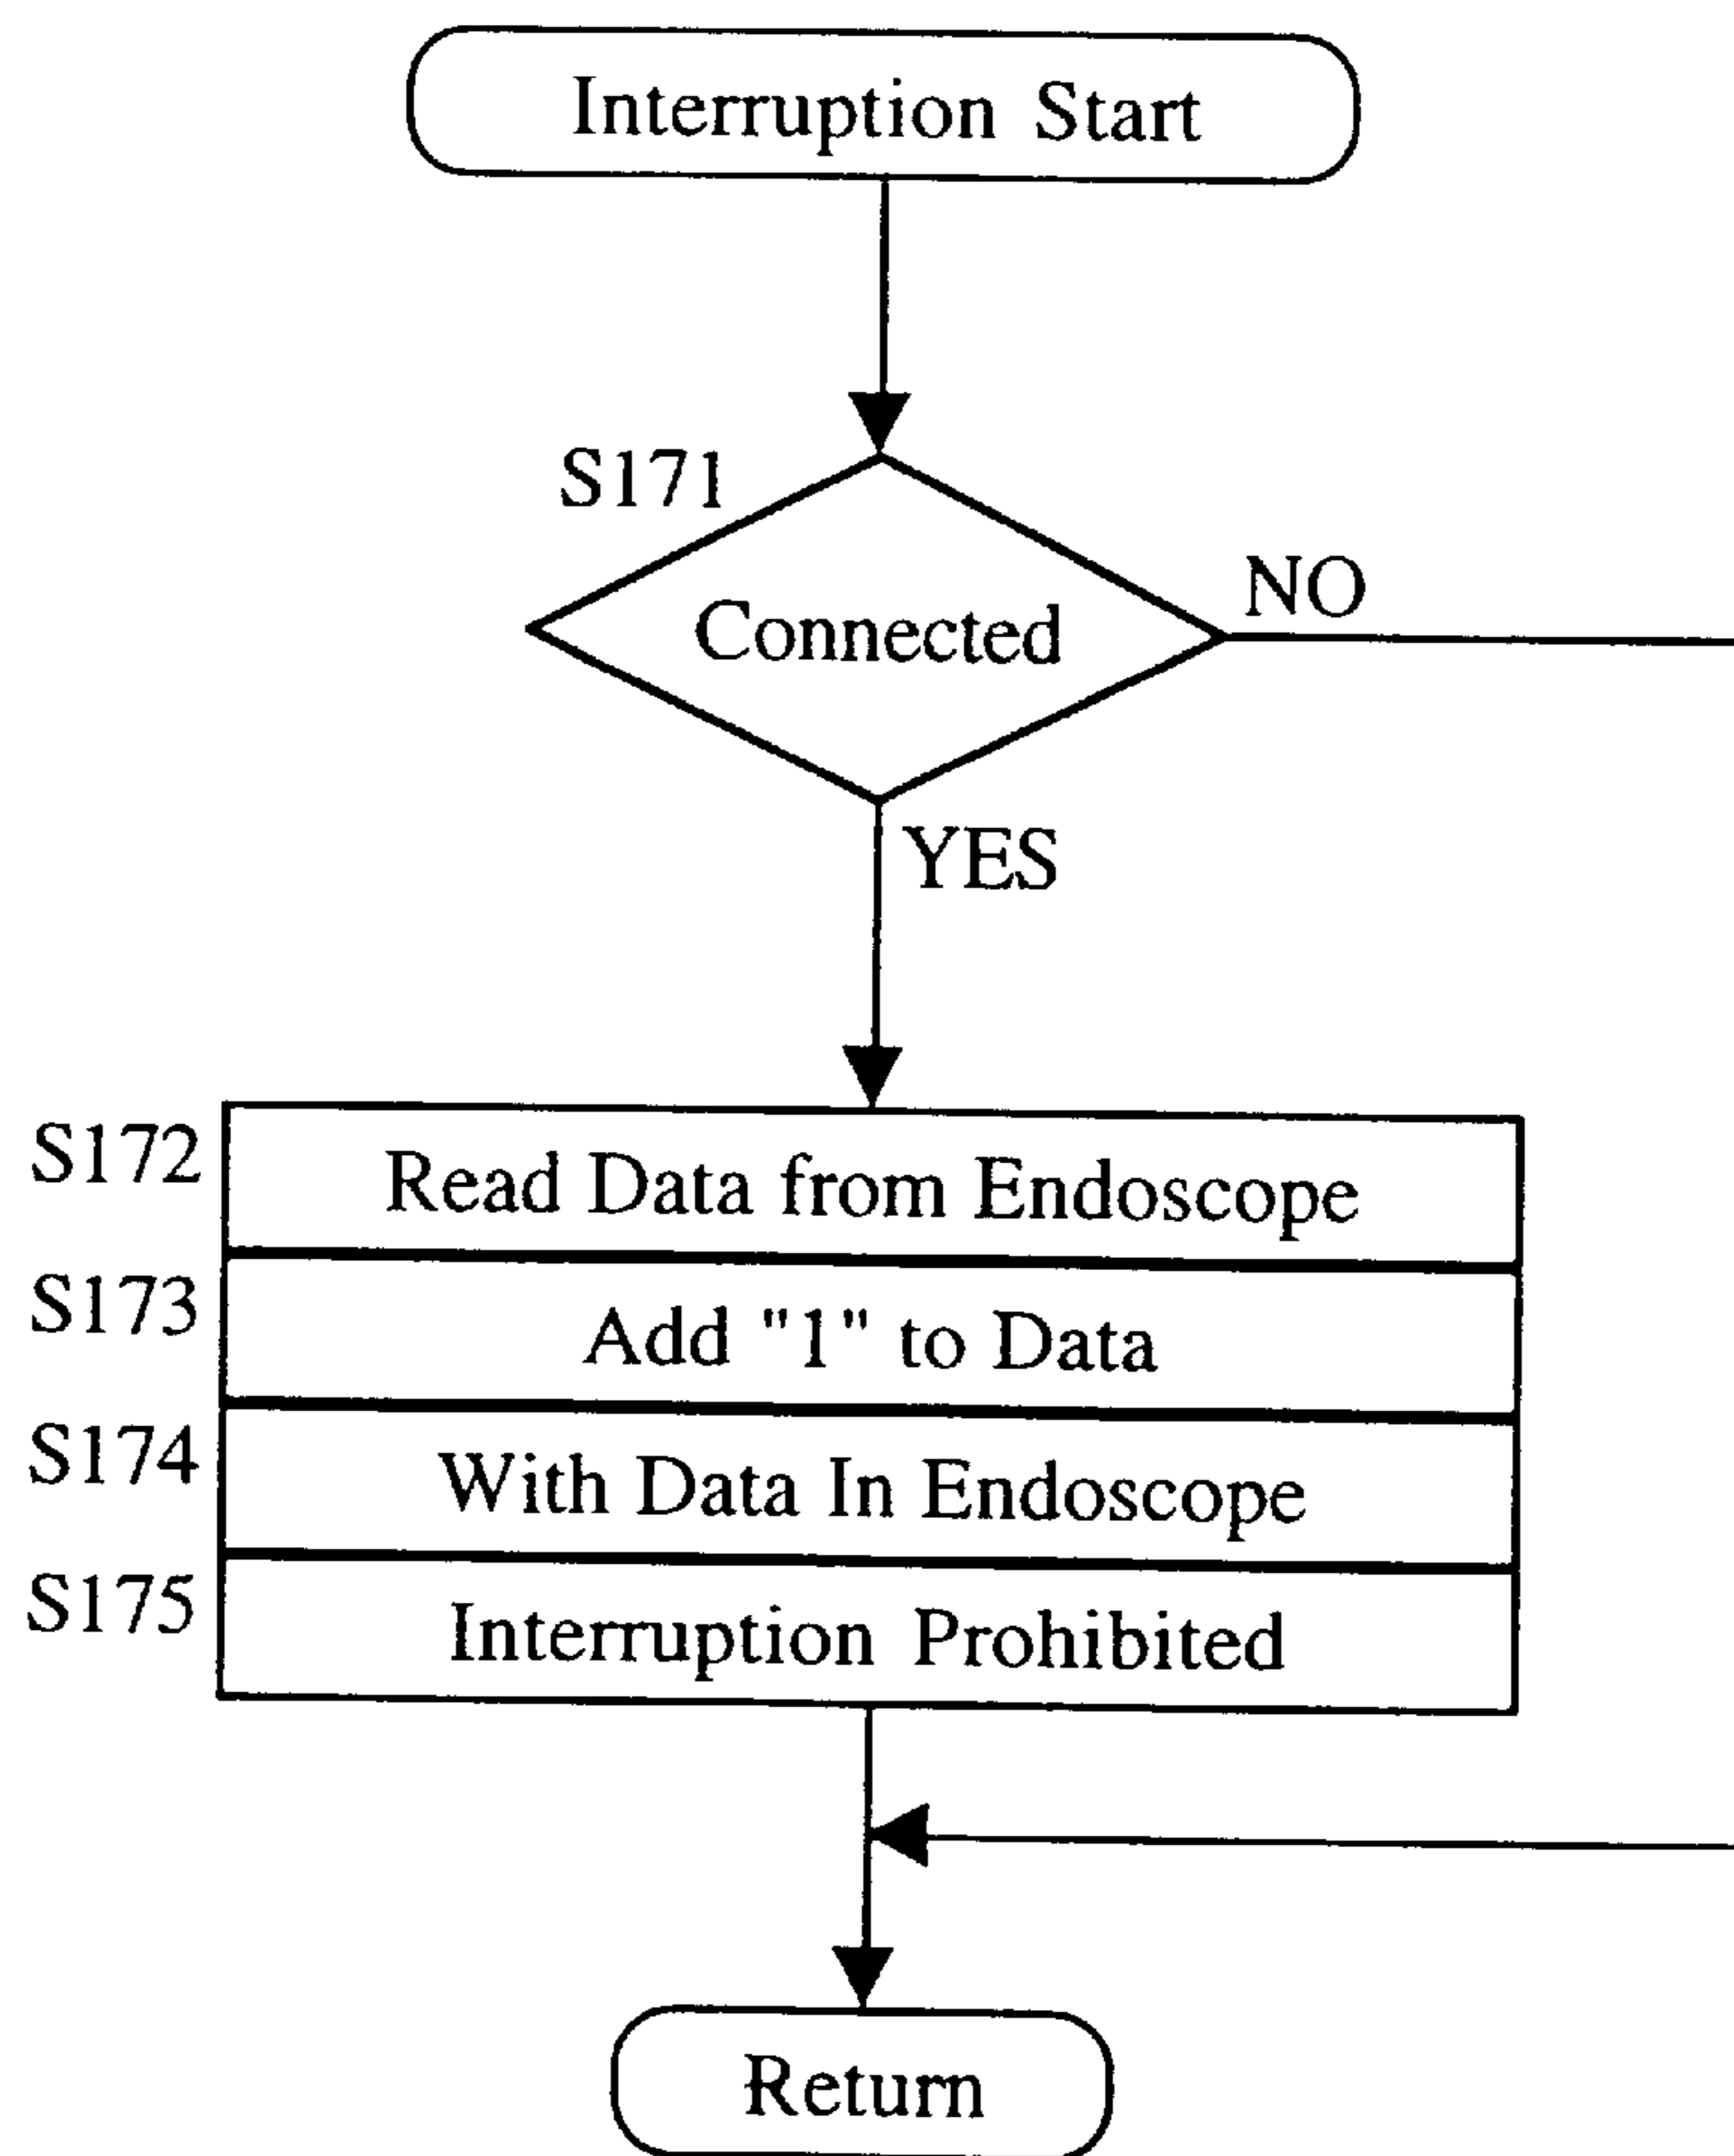 Interruption Start
S171
NO
Connected
YES
S172
Read Data from Endoscope
S173
Add "1" to Data
S174
With Data In Endoscope
S175
Interruption Prohibited
Return